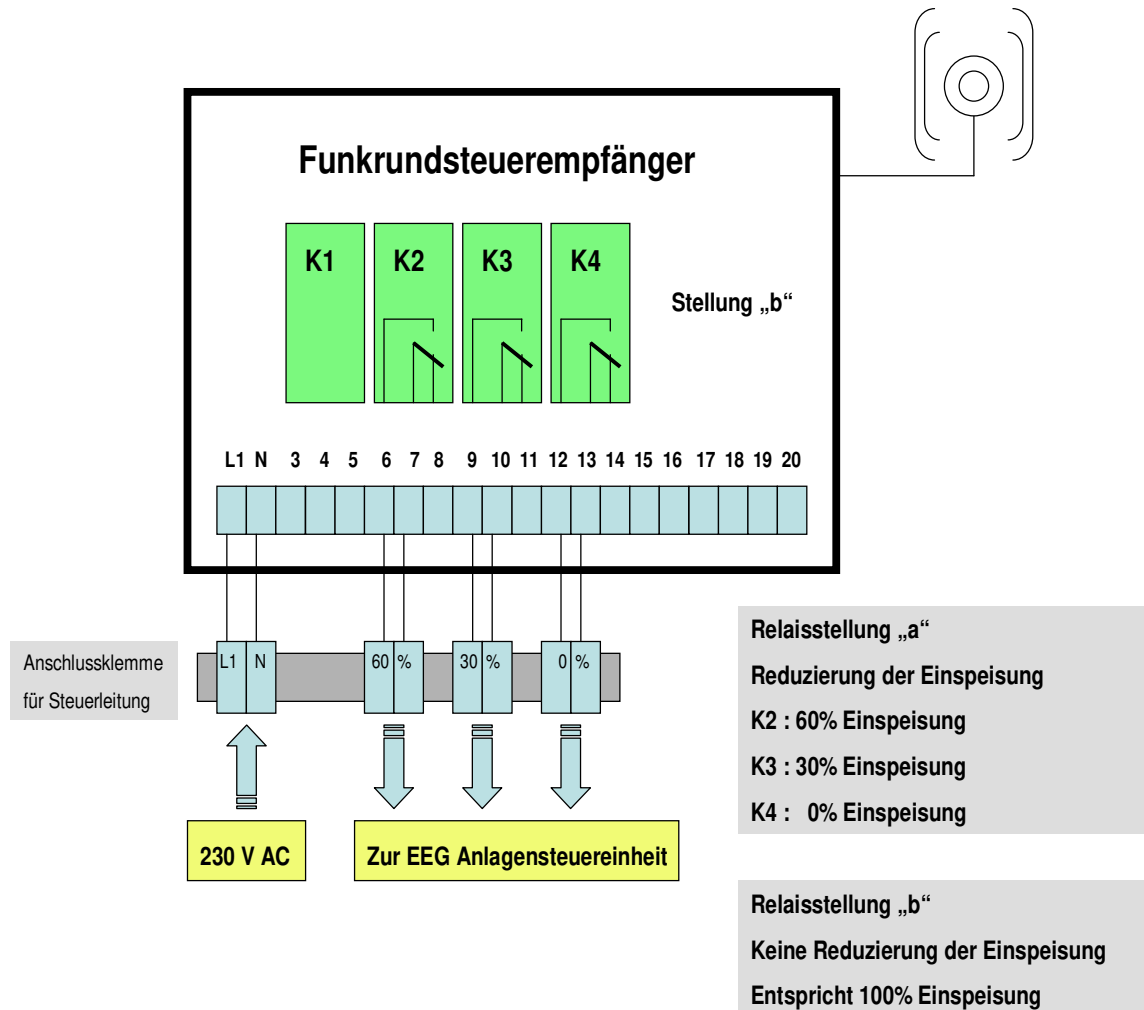 Funkrundsteuerempfänger
K1 K2 K3 K4
Stellung „b“
L1 N 3 4 5 6 7 8 9 10 11 12 13 14 15 16 17 18 19 20
Anschlussklemme
für Steuerleitung
L1 N 60 % 30 % 0 %
230 V AC
Zur EEG Anlagensteuereinheit
Relaisstellung „a“
Reduzierung der Einspeisung
K2 : 60% Einspeisung
K3 : 30% Einspeisung
K4 : 0% Einspeisung
Relaisstellung „b“
Keine Reduzierung der Einspeisung
Entspricht 100% Einspeisung